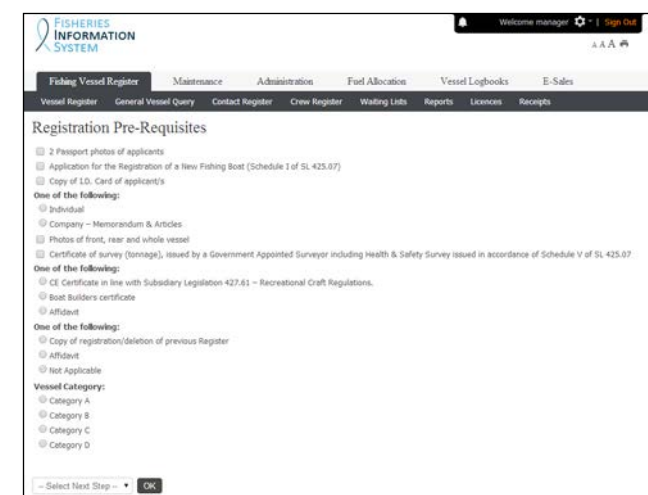 FISHERIES
INFORMATION
SYSTEM
Welcome manager | Sign Out
A A A
Fishing Vessel Register Maintenance Administration Fuel Allocation Vessel Logbooks E-Sales
Vessel Register General Vessel Query Contact Register Crew Register Waiting Lists Reports Licences Receipts
Registration Pre-Requisites
2 Passport photos of applicants
Application for the Registration of a New Fishing Boat (Schedule I of SL 425.07)
Copy of I.D. Card of applicant/s
One of the following:
Individual
Company – Memorandum & Articles
Photos of front, rear and whole vessel
Certificate of survey (tonnage), issued by a Government Appointed Surveyor including Health & Safety Survey issued in accordance of Schedule V of SL 425.07
One of the following:
CE Certificate in line with Subsidiary Legislation 427.61 – Recreational Craft Regulations.
Boat Builders certificate
Affidavit
One of the following:
Copy of registration/deletion of previous Register
Affidavit
Not Applicable
Vessel Category:
Category A
Category B
Category C
Category D
-- Select Next Step -- OK